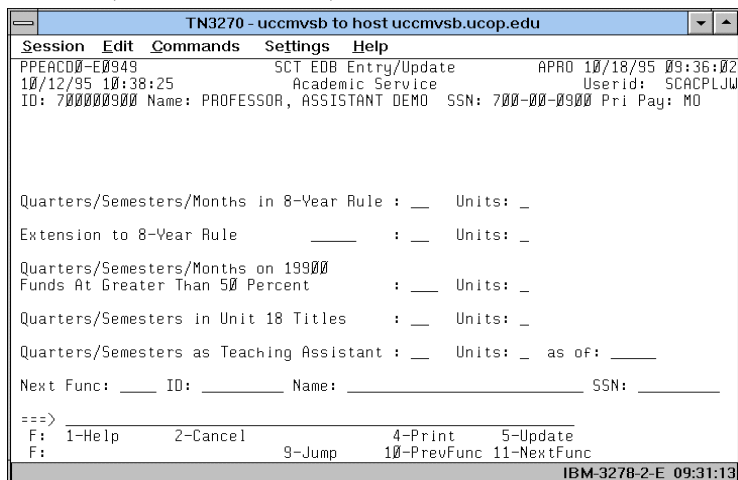 TN3270 - uccmvsb to host uccmvsb.ucop.edu
Session Edit Commands Settings Help
PPEACD0-E0949 SCT EDB Entry/Update APRO 10/18/95 09:36:02
10/12/95 10:38:25 Academic Service Userid: SCACPLJW
ID: 700000900 Name: PROFESSOR, ASSISTANT DEMO SSN: 700-00-0900 Pri Pay: MO
Quarters/Semesters/Months in 8-Year Rule : __ Units: _
Extension to 8-Year Rule _____ : __ Units: _
Quarters/Semesters/Months on 19900
Funds At Greater Than 50 Percent : ___ Units: _
Quarters/Semesters in Unit 18 Titles : __ Units: _
Quarters/Semesters as Teaching Assistant : __ Units: _ as of: _____
Next Func: ____ ID: _________ Name: __________________________ SSN: _________
===> ________________________________________________________
F: 1-Help 2-Cancel 4-Print 5-Update
F: 9-Jump 10-PrevFunc 11-NextFunc
IBM-3278-2-E 09:31:13